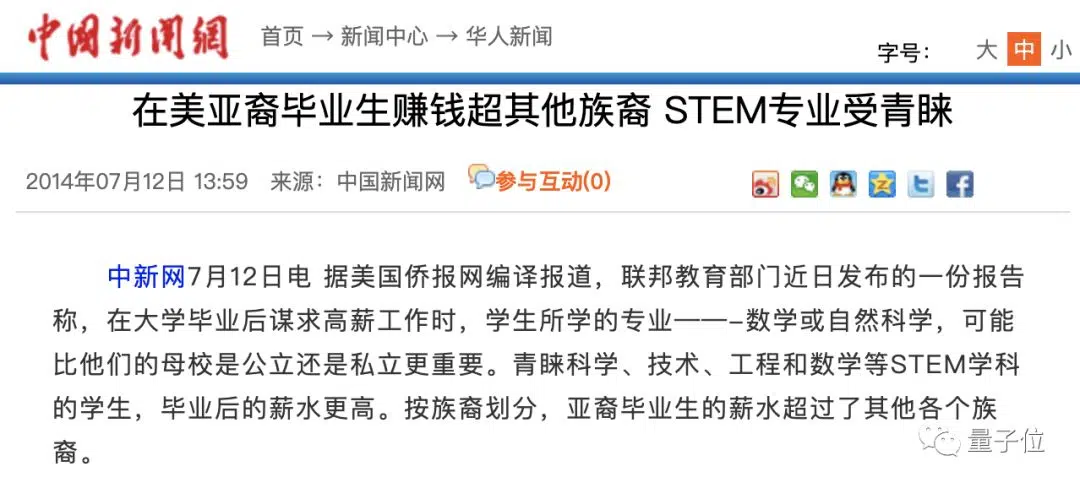 中國新聞網 首页 → 新闻中心 → 华人新闻
字号： 大 中 小
在美亚裔毕业生赚钱超其他族裔 STEM专业受青睐
2014年07月12日 13:59 来源：中国新闻网 参与互动(0)
中新网7月12日电 据美国侨报网编译报道，联邦教育部门近日发布的一份报告
称，在大学毕业后谋求高薪工作时，学生所学的专业——–数学或自然科学，可能
比他们的母校是公立还是私立更重要。青睐科学、技术、工程和数学等STEM学科
的学生，毕业后的薪水更高。按族裔划分，亚裔毕业生的薪水超过了其他各个族
裔。
量子位